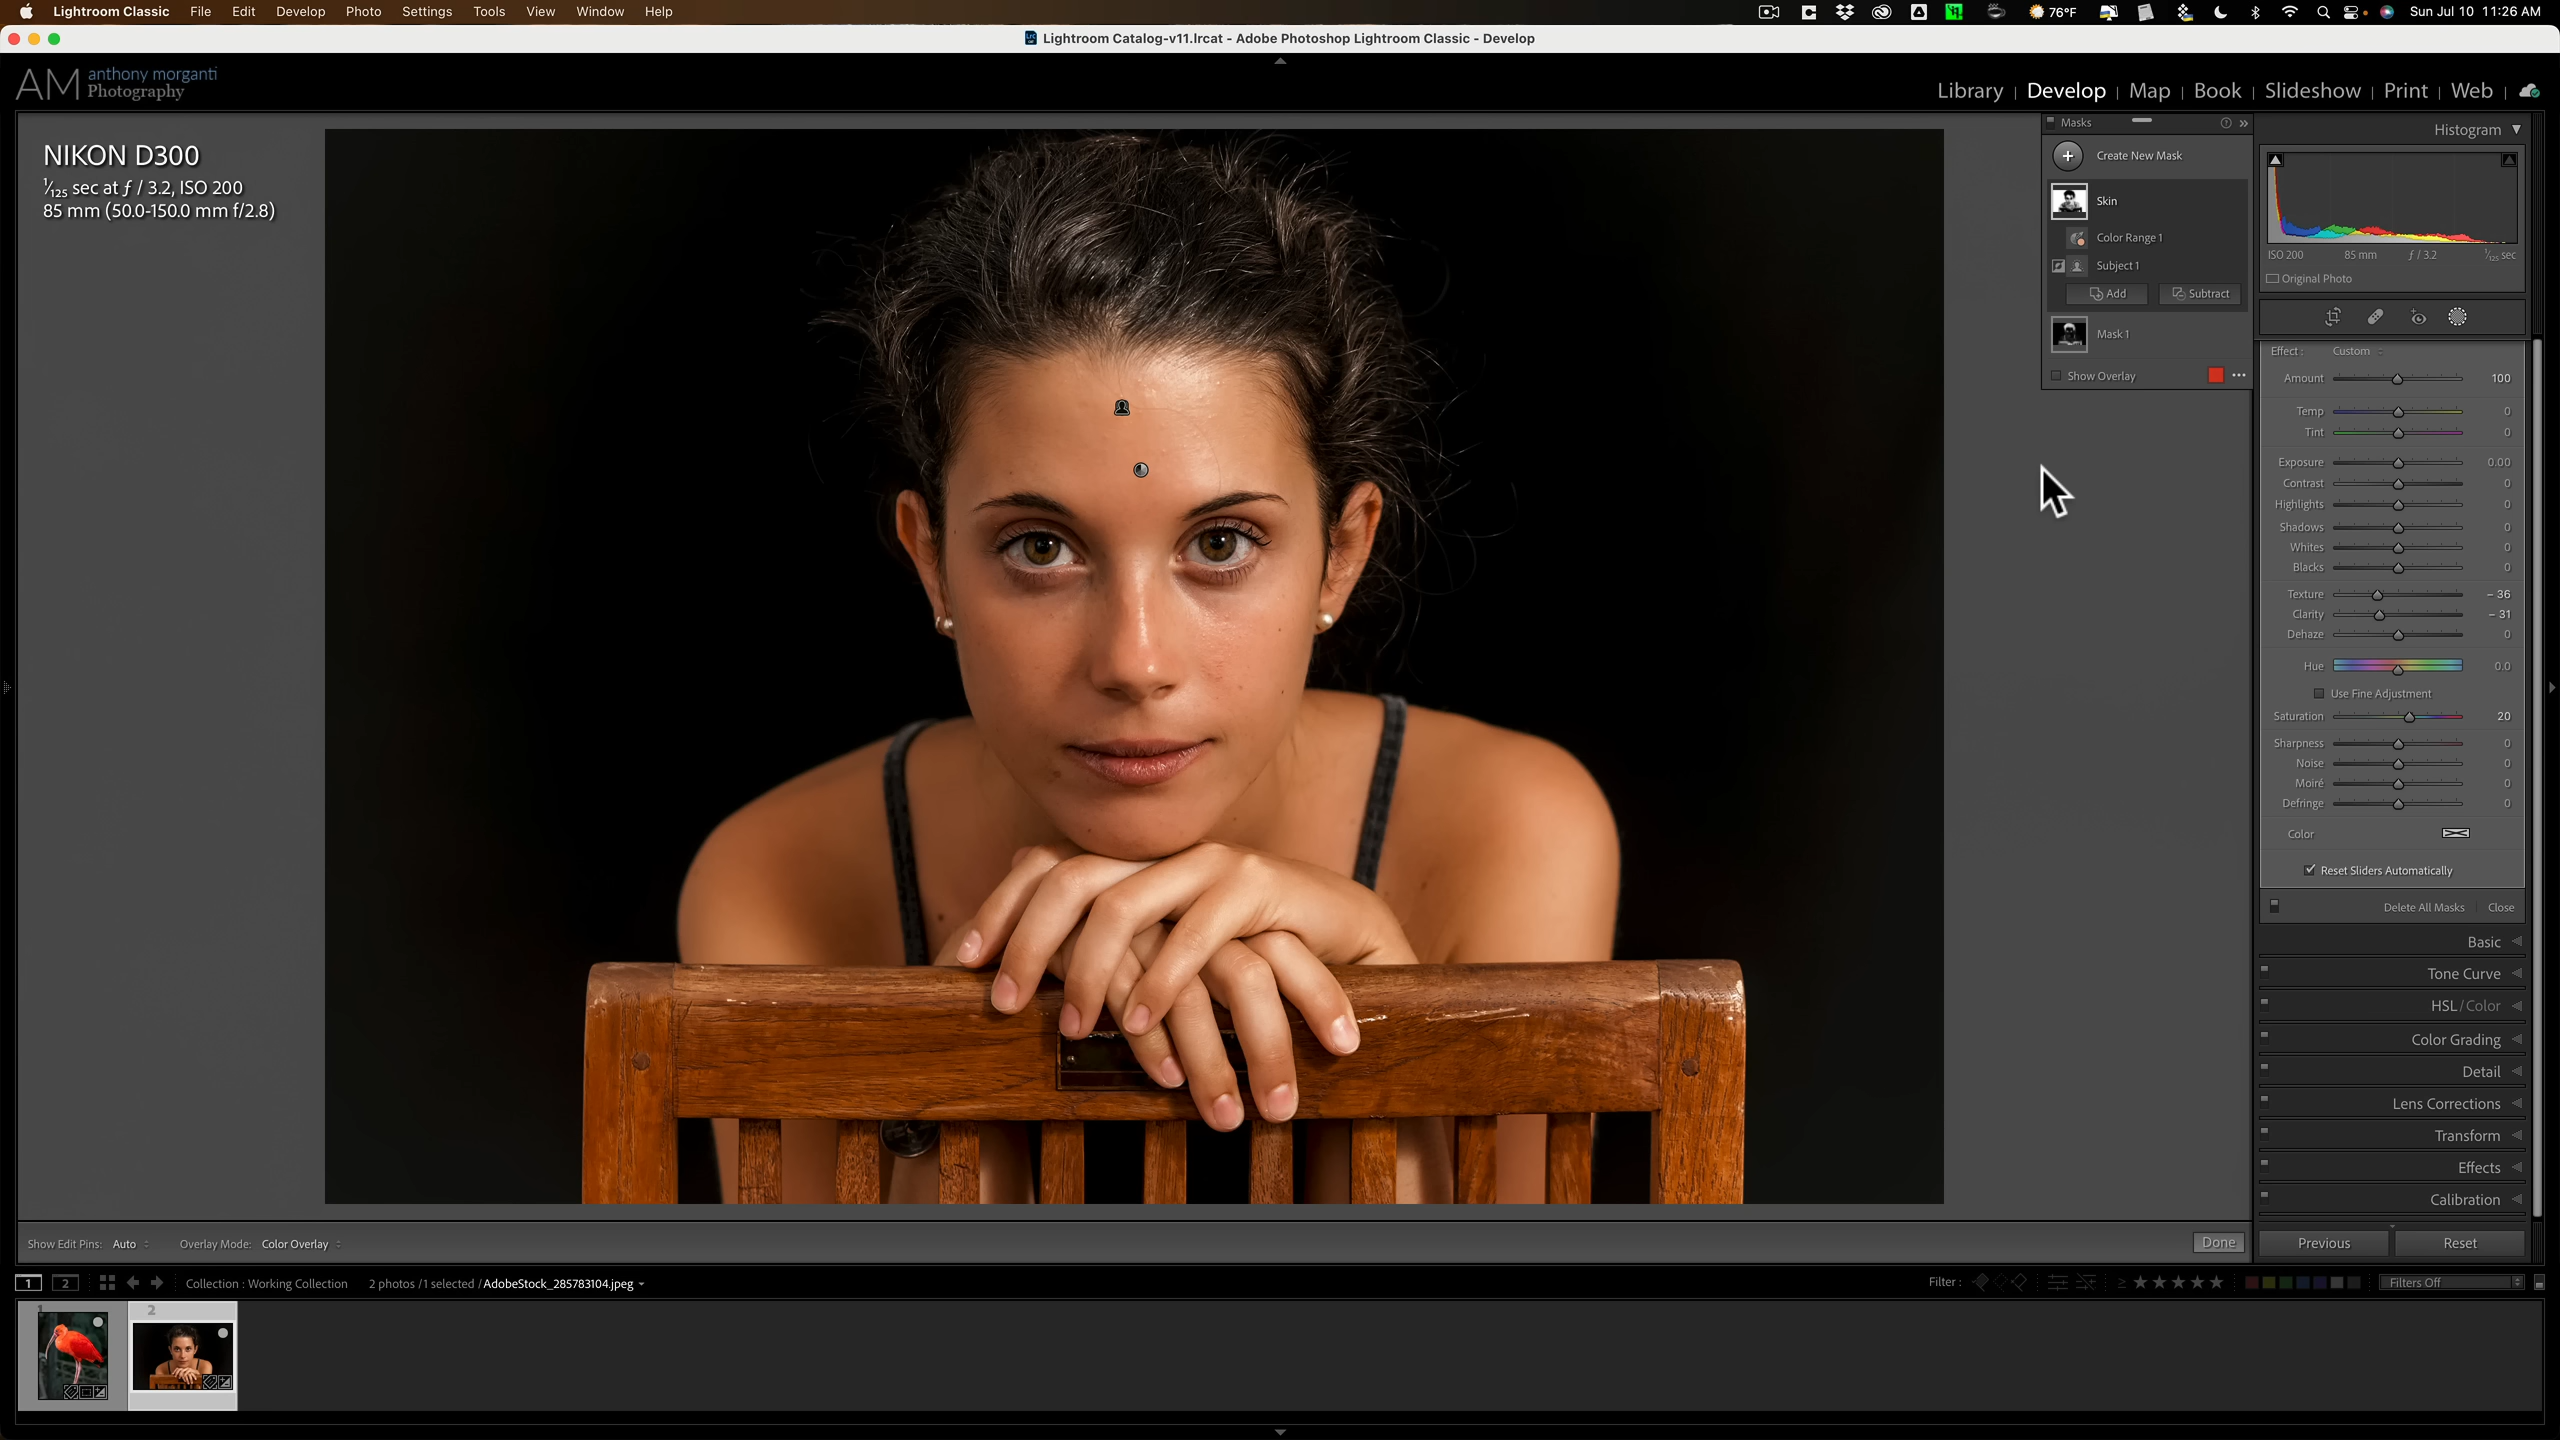 Lightroom Classic File Edit Develop Photo Settings Tools View Window Help 76°F Sun Jul 10 11:26 AM
Lightroom Catalog-v11.lrcat - Adobe Photoshop Lightroom Classic - Develop
AM anthony morganti
Photography
Library | Develop | Map | Book | Slideshow | Print | Web
NIKON D300
1/125 sec at ƒ / 3.2, ISO 200
85 mm (50.0-150.0 mm f/2.8)
Masks
Create New Mask
Skin
Color Range 1
Subject 1
Add Subtract
Mask 1
Show Overlay
Histogram
ISO 200 85 mm ƒ / 3.2 1/125 sec
Original Photo
Effect : Custom
Amount 100
Temp 0
Tint 0
Exposure 0.00
Contrast 0
Highlights 0
Shadows 0
Whites 0
Blacks 0
Texture – 36
Clarity – 31
Dehaze 0
Hue 0.0
Use Fine Adjustment
Saturation 20
Sharpness 0
Noise 0
Moiré 0
Defringe 0
Color
Reset Sliders Automatically
Delete All Masks Close
Basic
Tone Curve
HSL / Color
Color Grading
Detail
Lens Corrections
Transform
Effects
Calibration
Previous Reset
Show Edit Pins: Auto Overlay Mode: Color Overlay Done
1 2 Collection : Working Collection 2 photos / 1 selected / AdobeStock_285783104.jpeg Filter : ≥ ★★★★★ Filters Off
1 2